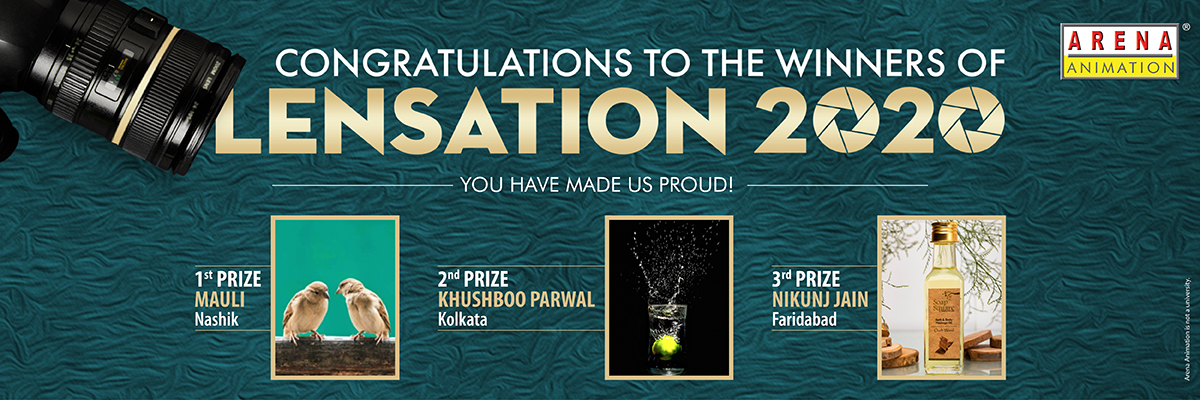 CONGRATULATIONS TO THE WINNERS OF
LENSATION 2020
YOU HAVE MADE US PROUD!
ARENA
ANIMATION
®
1st PRIZE
MAULI
Nashik
2nd PRIZE
KHUSHBOO PARWAL
Kolkata
3rd PRIZE
NIKUNJ JAIN
Faridabad
Soap
Square
Arena Animation is not a university.